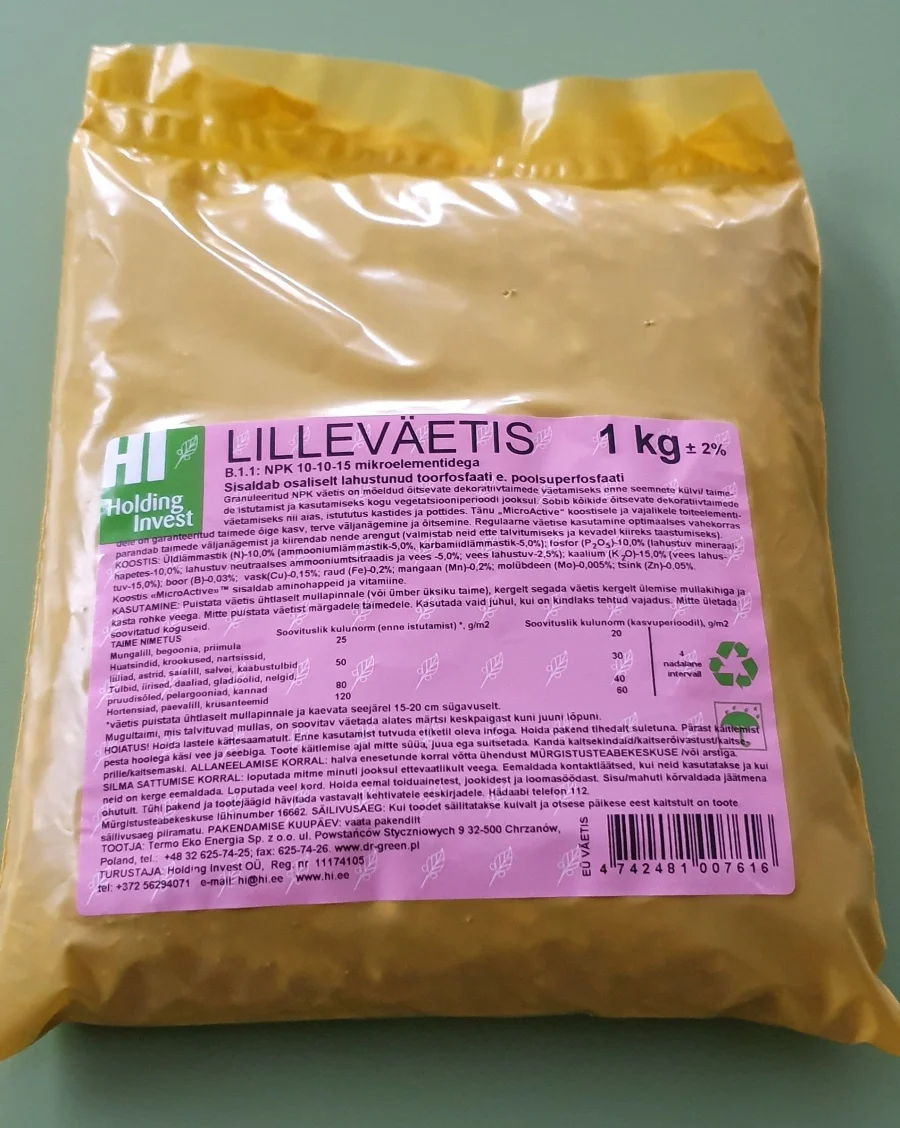 HI
Holding
Invest
LILLEVÄETIS
1 kg ± 2%
B.1.1: NPK 10-10-15 mikroelementidega
Sisaldab osaliselt lahustunud toorfosfaati e. poolsuperfosfaati
Granuleeritud NPK väetis on mõeldud õitsevate dekoratiivtaimede väetamiseks enne seemnete külvi/ taime-
de istutamist ja kasutamiseks kogu vegetatsiooniperioodi jooksul. Sobib kõikide õitsevate dekoratiivtaimede
väetamiseks nii aias, istutus kastides ja pottides. Tänu „MicroActive" koostisele ja vajalikele toiteelementi-
dele on garanteeritud taimede õige kasv, terve väljanägemine ja õitsemine. Regulaarne väetise kasutamine optimaalses vahekorras
parandab taimede väljanägemist ja kiirendab nende arengut (valmistab neid ette talvitumiseks ja kevadel kiireks taastumiseks).
KOOSTIS: Üldlämmastik (N)-10,0% (ammooniumlämmastik-5,0%, karbamiidlämmastik-5,0%); fosfor (P2O5)-10,0% (lahustuv mineraal-
hapetes-10,0%; lahustuv neutraalses ammooniumtsitraadis ja vees -5,0%; vees lahustuv-2,5%); kaalium (K2O)-15,0% (vees lahus-
tuv-15,0%); boor (B)-0,03%; vask(Cu)-0,15%; raud (Fe)-0,2%; mangaan (Mn)-0,2%; molübdeen (Mo)-0,005%; tsink (Zn)-0,05%.
Koostis «MicroActive»™ sisaldab aminohappeid ja vitamiine.
KASUTAMINE: Puistata väetis ühtlaselt mullapinnale (või ümber üksiku taime), kergelt segada väetis kergelt ülemise mullakihiga ja
kasta rohke veega. Mitte puistata väetist märgadele taimedele. Kasutada vaid juhul, kui on kindlaks tehtud vajadus. Mitte ületada
soovitatud koguseid.
TAIME NIMETUS Soovituslik kulunorm (enne istutamist) *, g/m2 Soovituslik kulunorm (kasvuperioodil), g/m2
Mungalill, begoonia, priimula 25 20
Huatsindid, krookused, nartsissid,
liiliad, astrid, saialill, salvei, kaabustulbid 50 30
Tulbid, iirised, daaliad, gladioolid, nelgid,
pruudisõled, pelargooniad, kannad 80 40
Hortensiad, paevalill, krusanteemid 120 60
4
nadalane
intervall
*väetis puistata ühtlaselt mullapinnale ja kaevata seejärel 15-20 cm sügavuselt.
Mugultaimi, mis talvituvad mullas, on soovitav väetada alates märtsi keskpaigast kuni juuni lõpuni.
HOIATUS! Hoida lastele kättesaamatult. Enne kasutamist tutvuda etiketil oleva infoga. Hoida pakend tihedalt suletuna. Pärast käitlemist
pesta hoolega käsi vee ja seebiga. Toote käitlemise ajal mitte süüa, juua ega suitsetada. Kanda kaitsekindaid/kaitserõivastust/kaitse-
prille/kaitsemaski. ALLANEELAMISE KORRAL: halva enesetunde korral võtta ühendust MÜRGISTUSTEABEKESKUSE /või arstiga.
SILMA SATTUMISE KORRAL: loputada mitme minuti jooksul ettevaatlikult veega. Eemaldada kontaktläätsed, kui neid kasutatakse ja kui
neid on kerge eemaldada. Loputada veel kord. Hoida eemal toiduainetest, jookidest ja loomasöödast. Sisu/mahuti kõrvaldada jäätmena
ohutult. Tühi pakend ja tootejäägid hävitada vastavalt kehtivatele eeskirjadele. Hädaabi telefon 112.
Mürgistusteabekeskuse lühinumber 16662. SÄILIVUSAEG: Kui toodet säilitatakse kuivalt ja otsese päikese eest kaitstult on toote
säilivusaeg piiramatu. PAKENDAMISE KUUPÄEV: vaata pakendilt
TOOTJA: Termo Eko Energia Sp. z o.o. ul. Powstańców Styczniowych 9 32-500 Chrzanów,
Poland, tel.: +48 32 625-74-25; fax: 625-74-26. www.dr-green.pl
TURUSTAJA: Holding Invest OÜ, Reg. nr 11174105
tel: +372 56294071 e-mail: hi@hi.ee www.hi.ee
EÜ VÄETIS
4 742481 007616